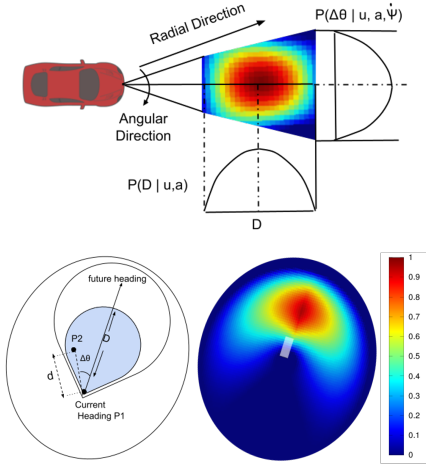 Radial Direction
P(Δθ | u, a,Ψ̇)
Angular
Direction
P(D | u,a)
D
future heading
D
P2
Δθ
d
Current
Heading P1
1
0.9
0.8
0.7
0.6
0.5
0.4
0.3
0.2
0.1
0